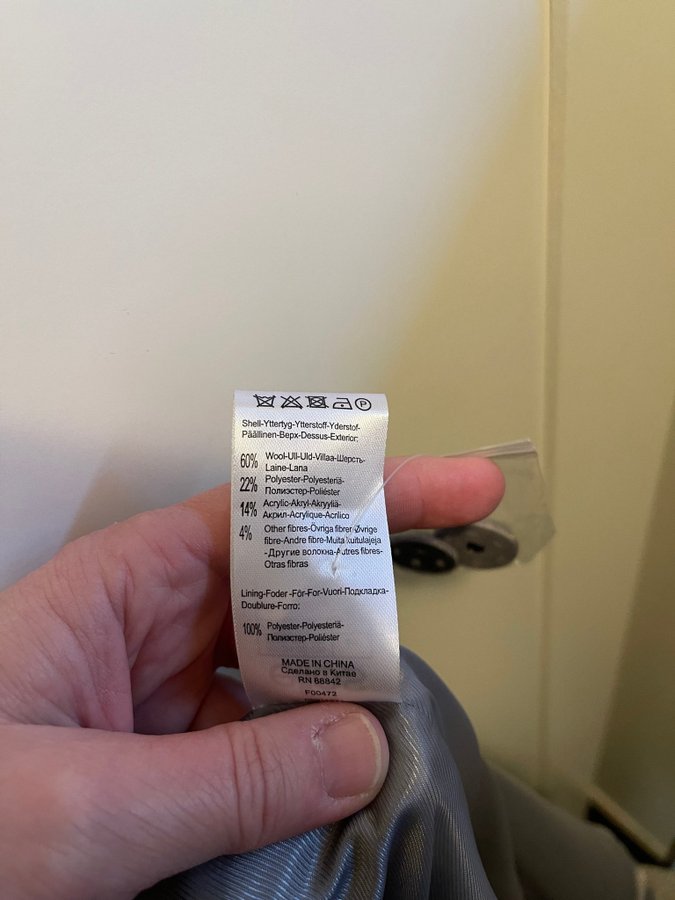 P
Shell-Yttertyg-Ytterstoff-Yderstof-
Päällinen-Верх-Dessus-Exterior:
60% Wool-Ull-Uld-Villaa-Шерсть-
Laine-Lana
22% Polyester-Polyesteriä-
Полиэстер-Poliéster
14% Acrylic-Akryl-Akryyliä-
Акрил-Acrylique-Acrílico
4% Other fibres-Övriga fibrer-Øvrige
fibre-Andre fibre-Muita kuitulajeja
-Другие волокна-Autres fibres-
Otras fibras
Lining-Foder -Fôr-For-Vuori-Подкладка-
Doublure-Forro:
100% Polyester-Polyesteriä-
Полиэстер-Poliéster
MADE IN CHINA
Сделано в Китае
RN 88842
F00472